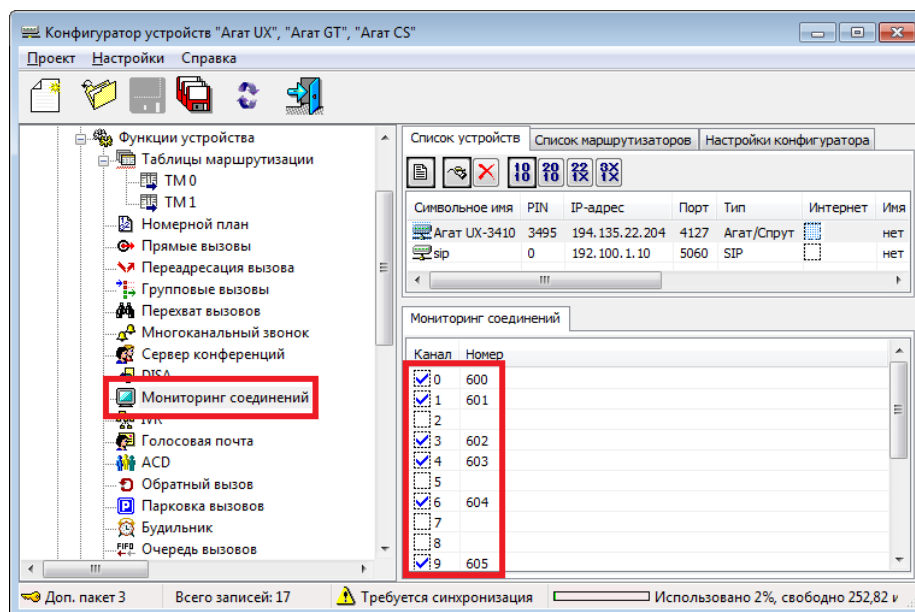 Конфигуратор устройств "Агат UX", "Агат GT", "Агат CS"
Проект Настройки Справка
Функции устройства
Таблицы маршрутизации
ТМ 0
ТМ 1
Номерной план
Прямые вызовы
Переадресация вызова
Групповые вызовы
Перехват вызовов
Многоканальный звонок
Сервер конференций
DISA
Мониторинг соединений
IVR
Голосовая почта
ACD
Обратный вызов
Парковка вызовов
Будильник
Очередь вызовов
Список устройств Список маршрутизаторов Настройки конфигуратора
Символьное имя PIN IP-адрес Порт Тип Интернет Имя
Агат UX-3410 3495 194.135.22.204 4127 Агат/Спрут нет
sip 0 192.100.1.10 5060 SIP нет
Мониторинг соединений
Канал Номер
0 600
1 601
2
3 602
4 603
5
6 604
7
8
9 605
Доп. пакет 3 Всего записей: 17 Требуется синхронизация Использовано 2%, свободно 252,82